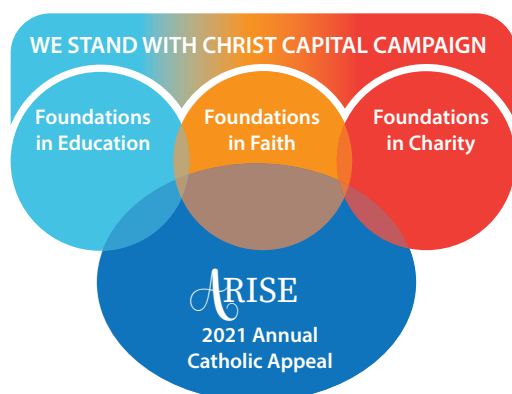 WE STAND WITH CHRIST CAPITAL CAMPAIGN
Foundations
in Education
Foundations
in Faith
Foundations
in Charity
ARISE
2021 Annual
Catholic Appeal